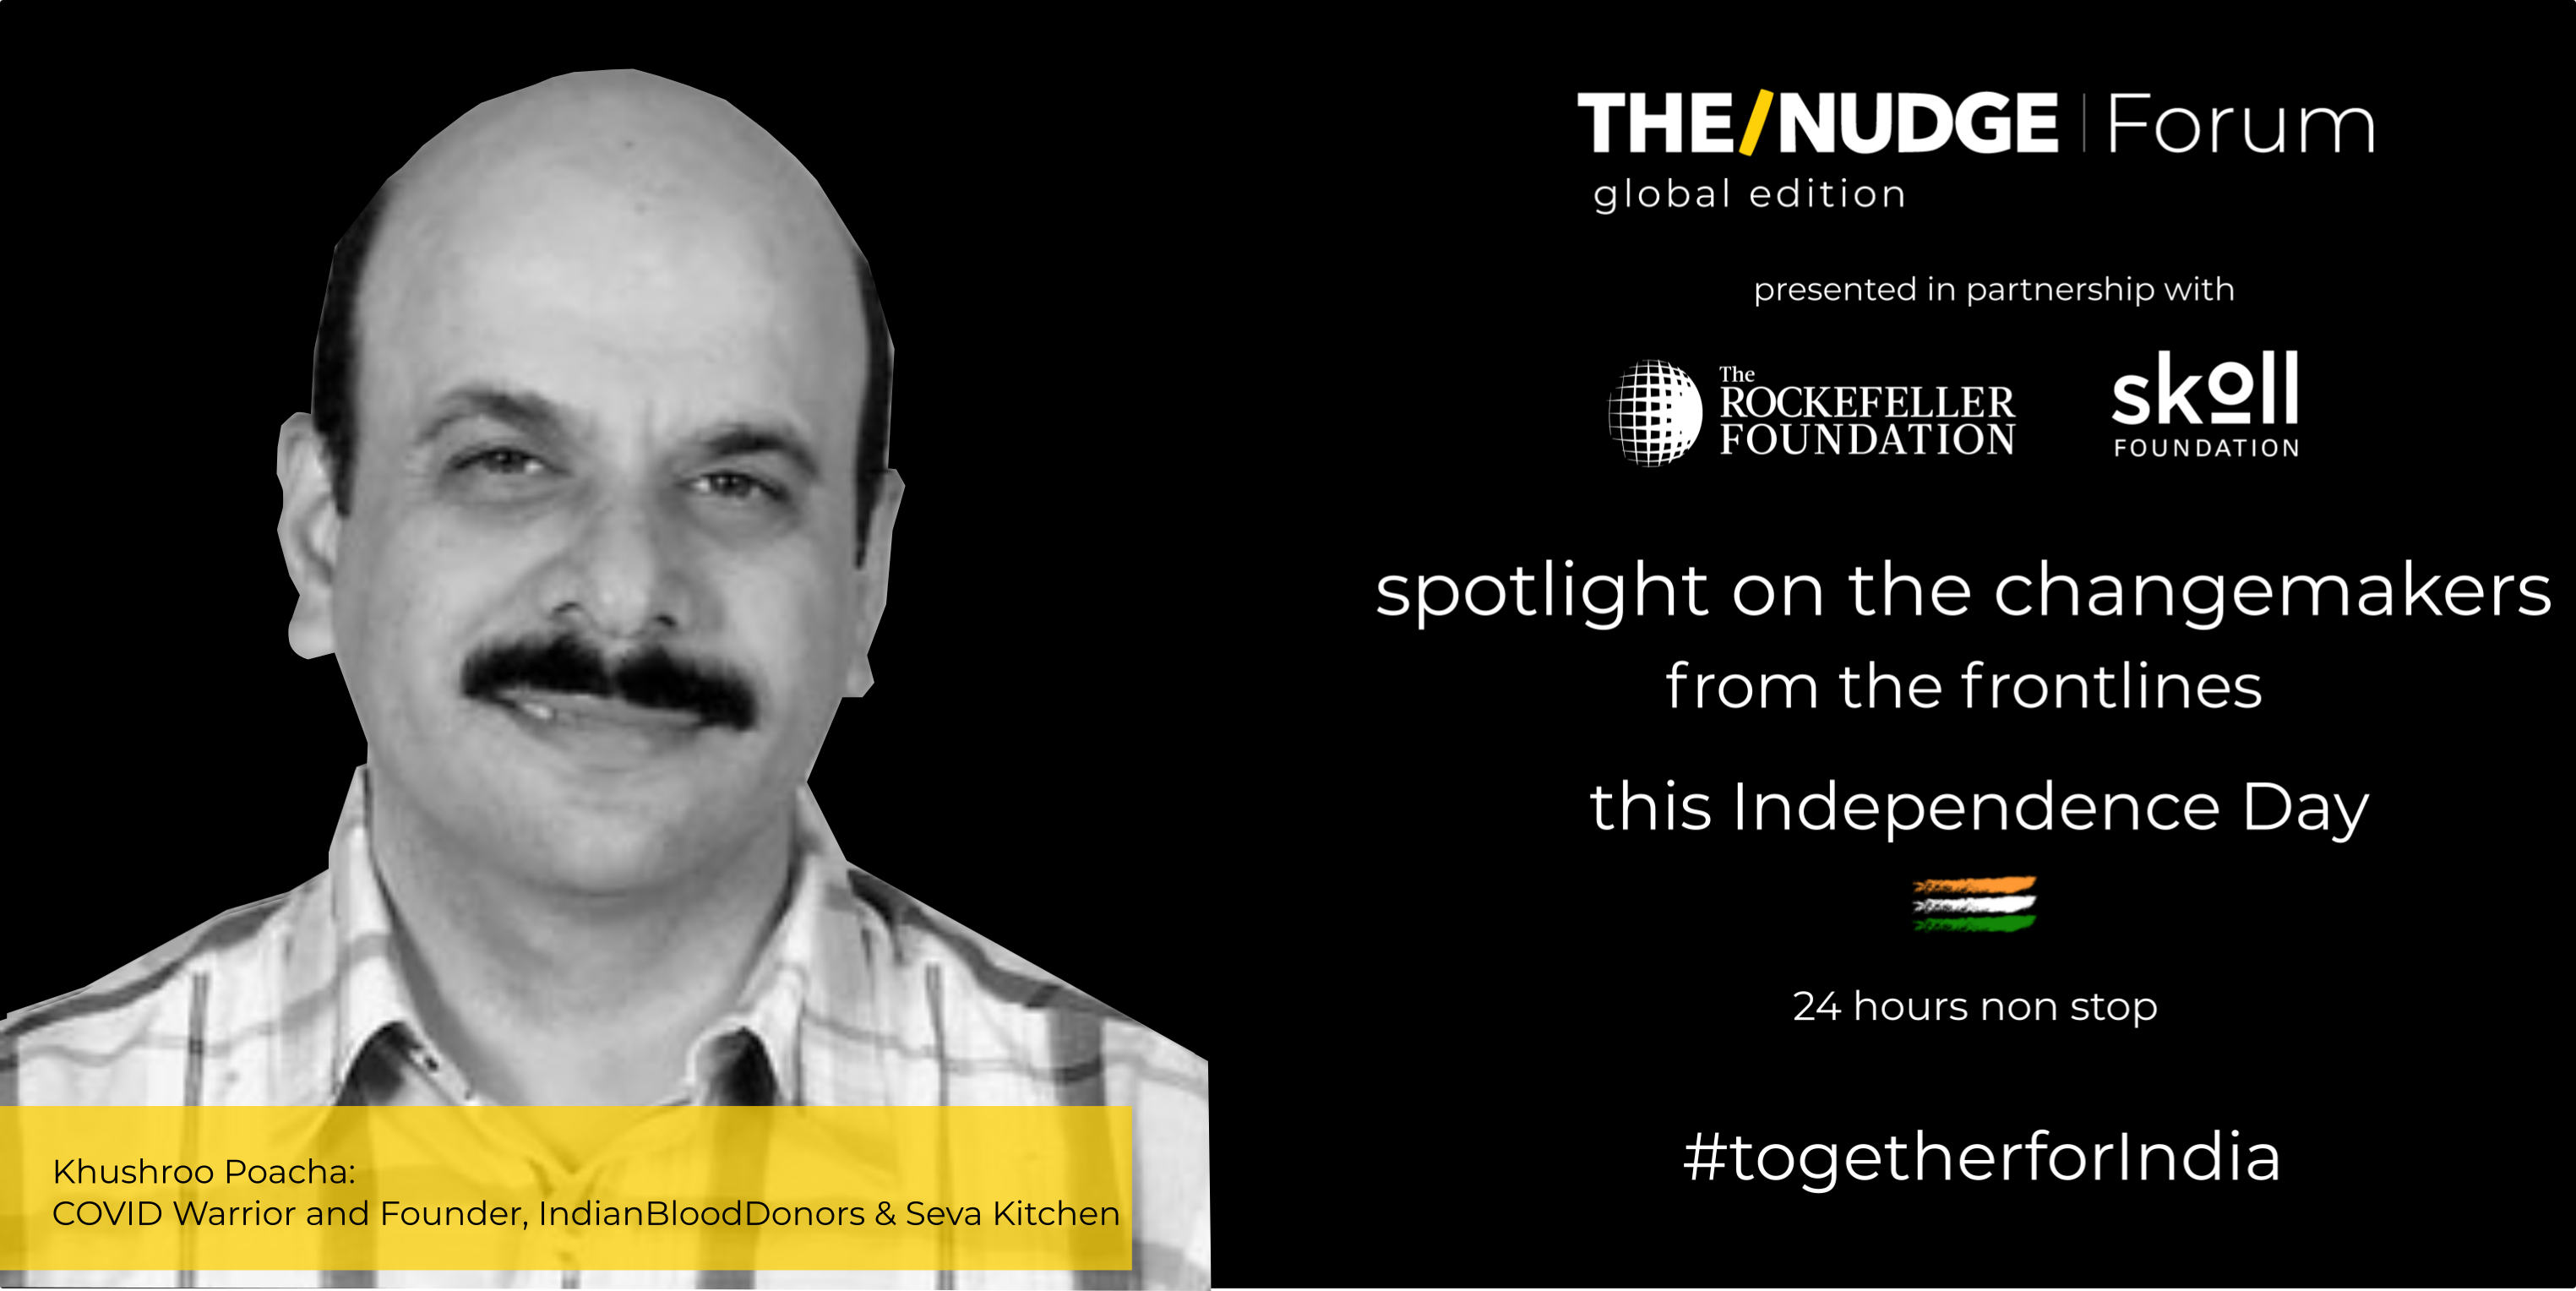 THE/NUDGE | Forum
global edition
presented in partnership with
The
ROCKEFELLER
FOUNDATION
skoll
FOUNDATION
spotlight on the changemakers
from the frontlines
this Independence Day
24 hours non stop
#togetherforIndia
Khushroo Poacha:
COVID Warrior and Founder, IndianBloodDonors & Seva Kitchen